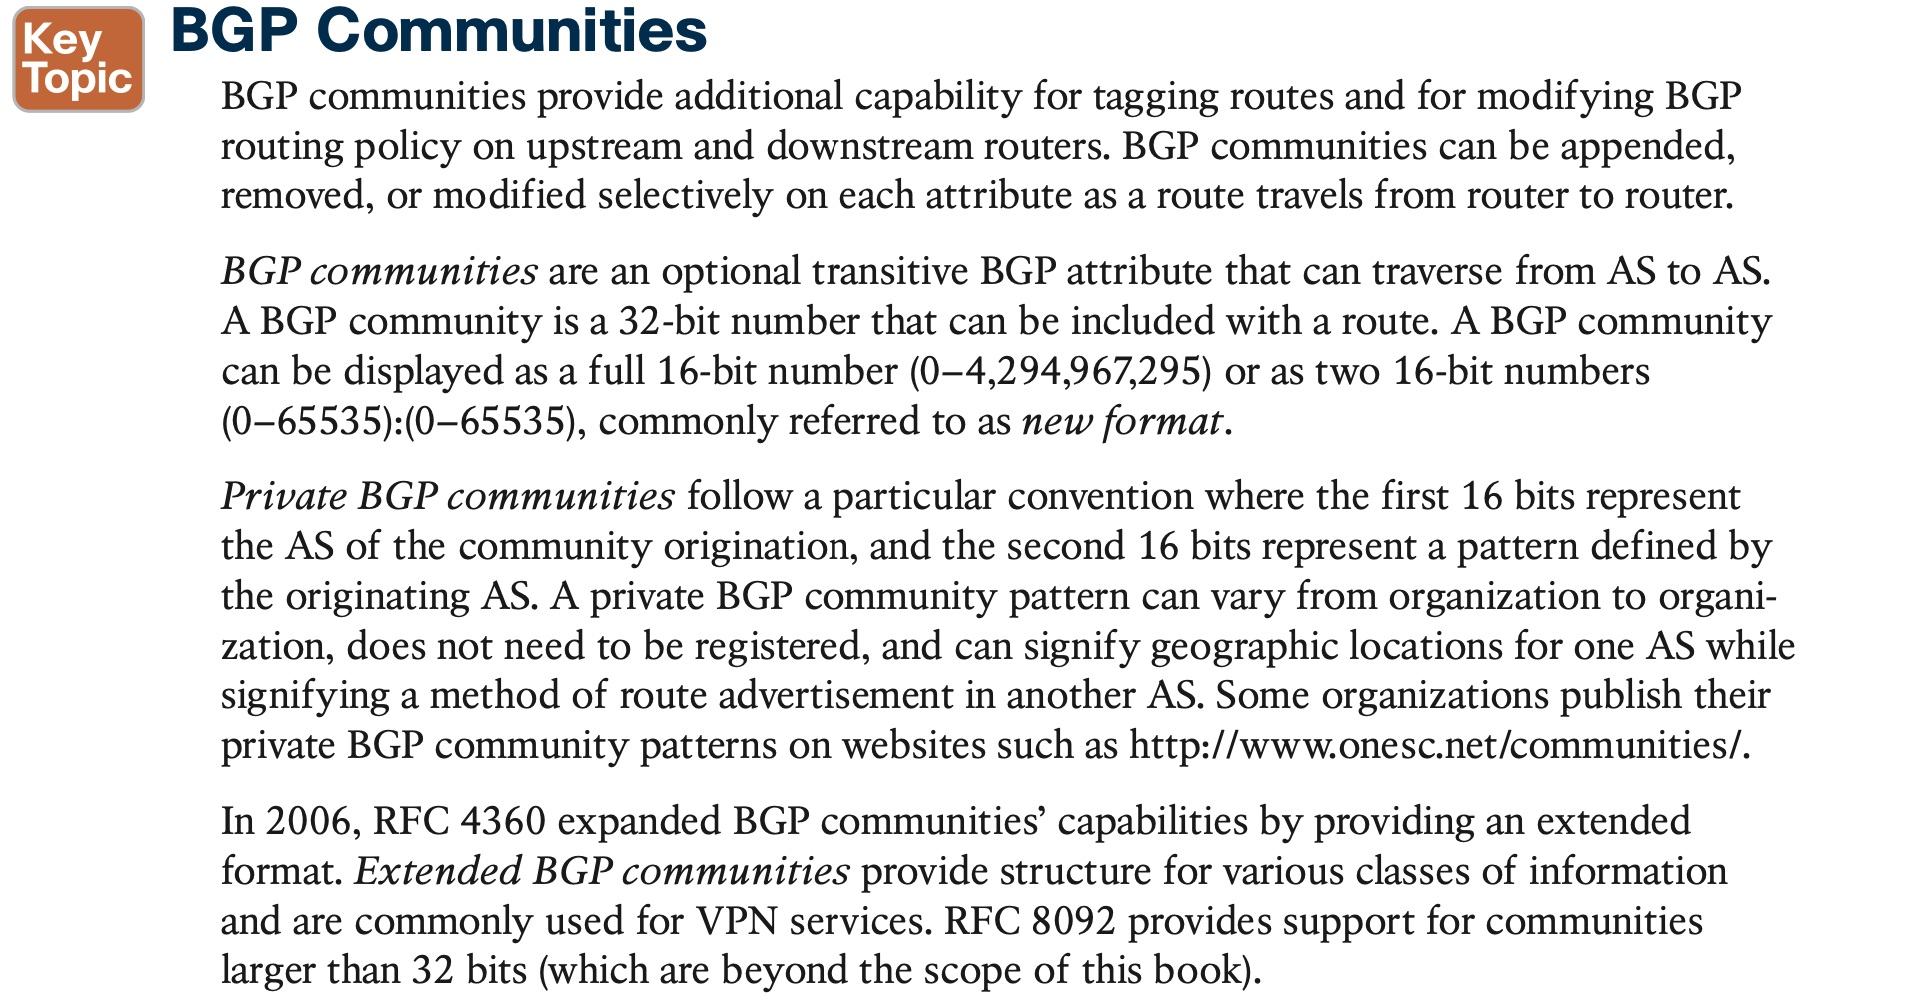 Key
Topic
BGP Communities
BGP communities provide additional capability for tagging routes and for modifying BGP
routing policy on upstream and downstream routers. BGP communities can be appended,
removed, or modified selectively on each attribute as a route travels from router to router.
BGP communities are an optional transitive BGP attribute that can traverse from AS to AS.
A BGP community is a 32-bit number that can be included with a route. A BGP community
can be displayed as a full 16-bit number (0–4,294,967,295) or as two 16-bit numbers
(0–65535):(0–65535), commonly referred to as new format.
Private BGP communities follow a particular convention where the first 16 bits represent
the AS of the community origination, and the second 16 bits represent a pattern defined by
the originating AS. A private BGP community pattern can vary from organization to organi-
zation, does not need to be registered, and can signify geographic locations for one AS while
signifying a method of route advertisement in another AS. Some organizations publish their
private BGP community patterns on websites such as http://www.onesc.net/communities/.
In 2006, RFC 4360 expanded BGP communities’ capabilities by providing an extended
format. Extended BGP communities provide structure for various classes of information
and are commonly used for VPN services. RFC 8092 provides support for communities
larger than 32 bits (which are beyond the scope of this book).